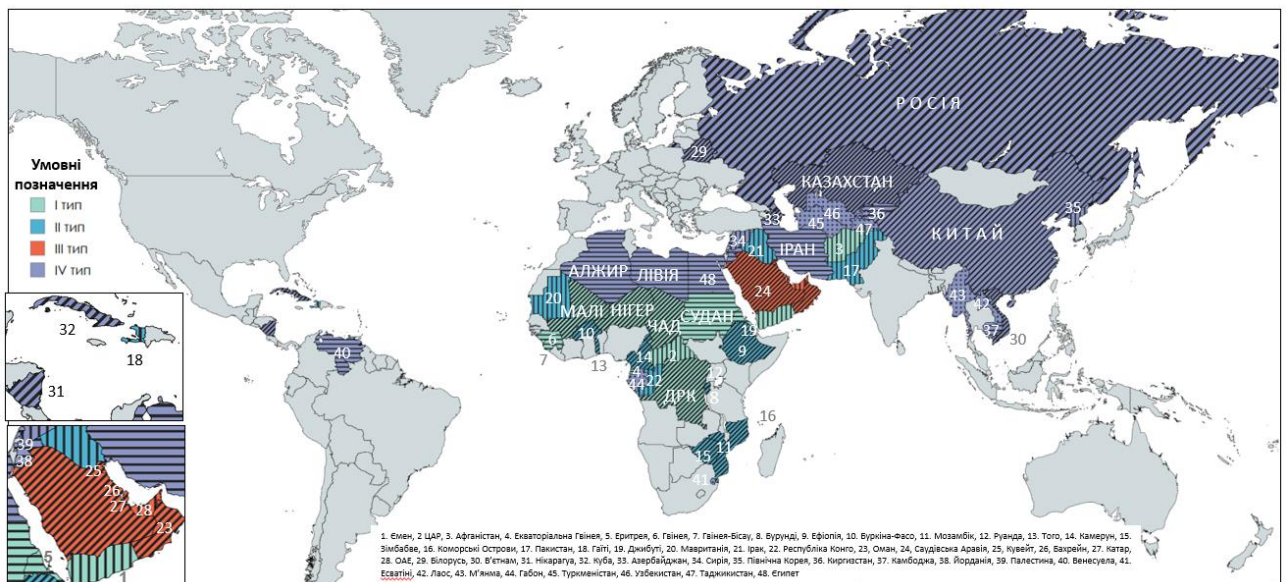 РОСІЯ
29
КАЗАХСТАН
33
46
45
36
47
35
КИТАЙ
34
21
ІРАН
3
17
АЛЖИР
ЛІВІЯ
48
24
43
42
37
30
20
МАЛІ
НІГЕР
ЧАД
СУДАН
19
9
10
6
7
13
14
2
4
44
22
ДРК
12
8
16
11
15
41
40
Умовні
позначення
І тип
ІІ тип
ІІІ тип
IV тип
32
18
31
39
38
25
26
27
28
23
5
1. Ємен, 2 ЦАР, 3. Афганістан, 4. Екваторіальна Гвінея, 5. Еритрея, 6. Гвінея, 7. Гвінея-Бісау, 8. Бурунді, 9. Ефіопія, 10. Буркіна-Фасо, 11. Мозамбік, 12. Руанда, 13. Того, 14. Камерун, 15.
Зімбабве, 16. Коморські Острови, 17. Пакистан, 18. Гаїті, 19. Джибуті, 20. Мавританія, 21. Ірак, 22. Республіка Конго, 23, Оман, 24, Саудівська Аравія, 25, Кувейт, 26, Бахрейн, 27. Катар,
28. ОАЕ, 29. Білорусь, 30. В'єтнам, 31. Нікарагуа, 32. Куба, 33. Азербайджан, 34. Сирія, 35. Північна Корея, 36. Киргизстан, 37. Камбоджа, 38. Йорданія, 39. Палестина, 40. Венесуела, 41.
Есватіні, 42. Лаос, 43. М'янма, 44. Габон, 45. Туркменістан, 46. Узбекистан, 47. Таджикистан, 48. Єгипет